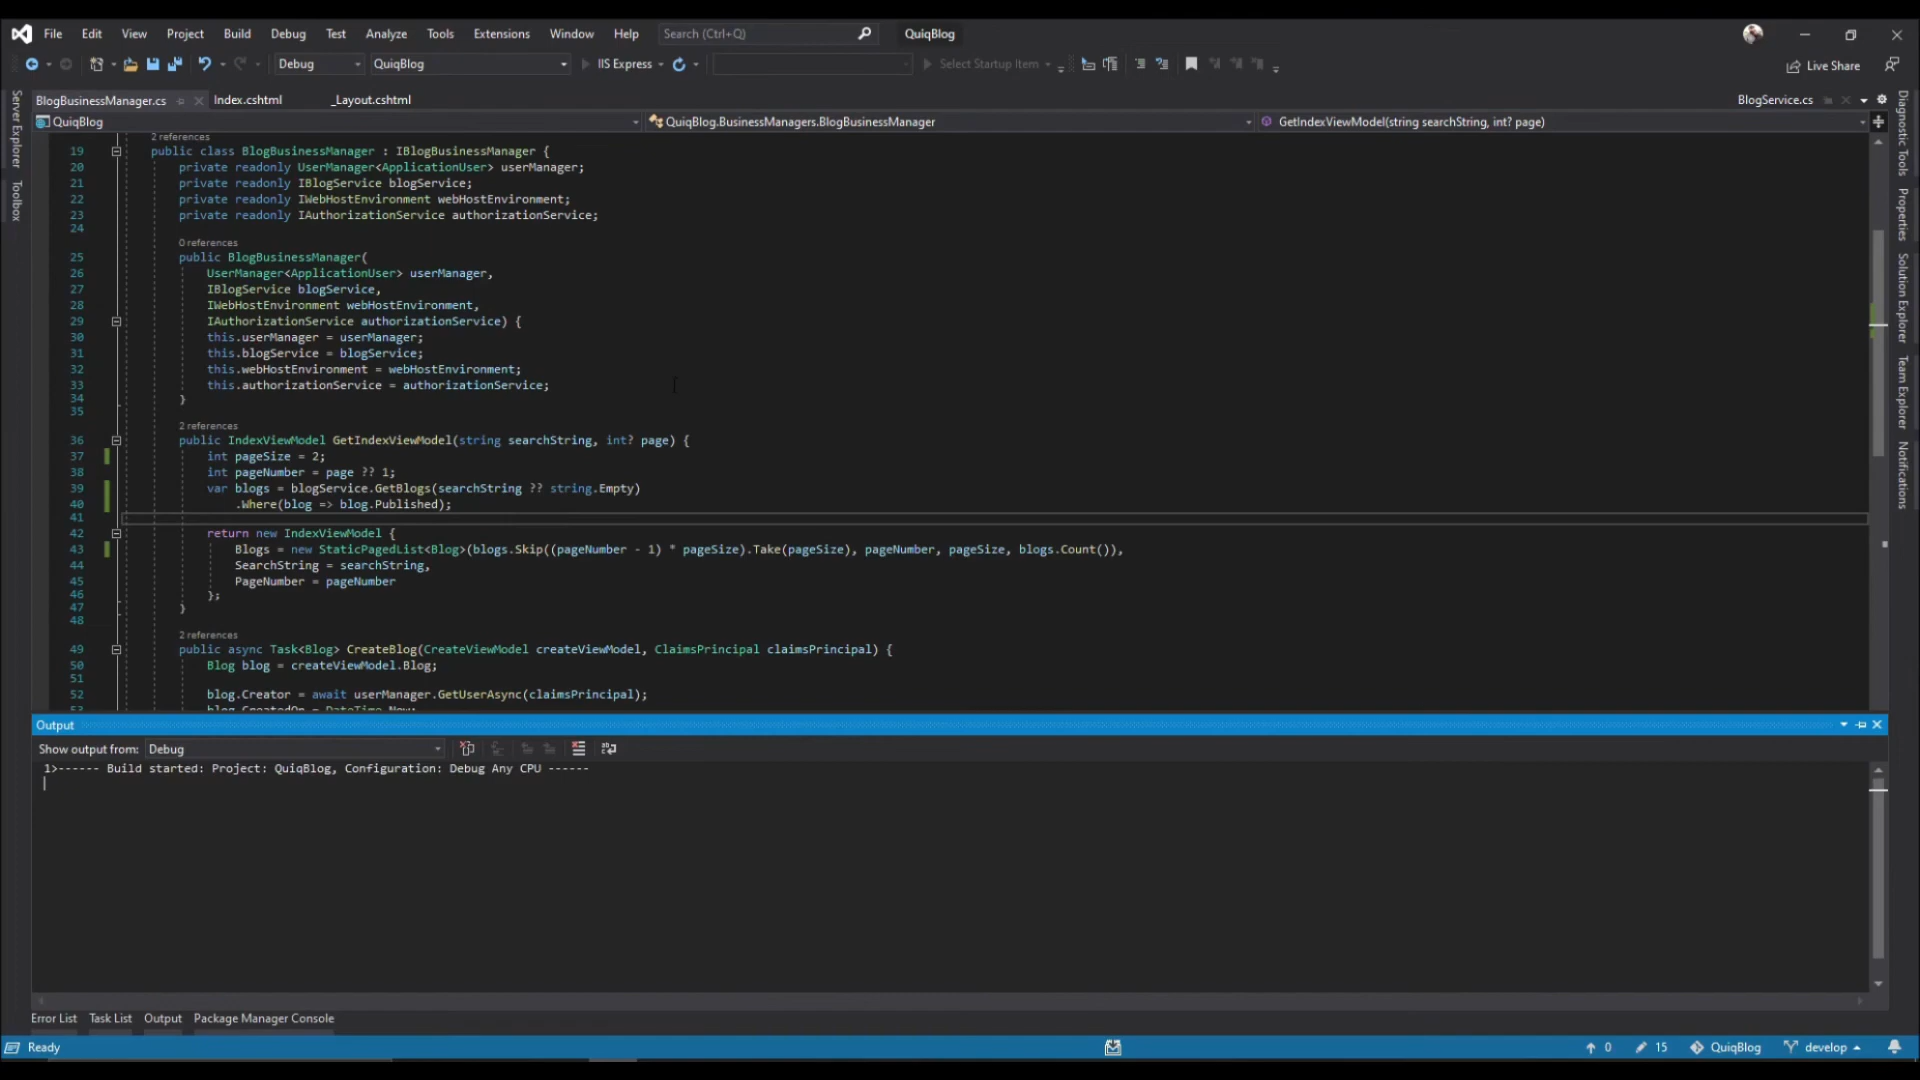 File Edit View Project Build Debug Test Analyze Tools Extensions Window Help Search (Ctrl+Q) QuiqBlog
Debug QuiqBlog IIS Express Select Startup Item Live Share
BlogBusinessManager.cs Index.cshtml _Layout.cshtml BlogService.cs
QuiqBlog QuiqBlog.BusinessManagers.BlogBusinessManager GetIndexViewModel(string searchString, int? page)
Server Explorer
Toolbox
2 references
19 public class BlogBusinessManager : IBlogBusinessManager {
20 private readonly UserManager<ApplicationUser> userManager;
21 private readonly IBlogService blogService;
22 private readonly IWebHostEnvironment webHostEnvironment;
23 private readonly IAuthorizationService authorizationService;
24
0 references
25 public BlogBusinessManager(
26 UserManager<ApplicationUser> userManager,
27 IBlogService blogService,
28 IWebHostEnvironment webHostEnvironment,
29 IAuthorizationService authorizationService) {
30 this.userManager = userManager;
31 this.blogService = blogService;
32 this.webHostEnvironment = webHostEnvironment;
33 this.authorizationService = authorizationService;
34 }
35
2 references
36 public IndexViewModel GetIndexViewModel(string searchString, int? page) {
37 int pageSize = 2;
38 int pageNumber = page ?? 1;
39 var blogs = blogService.GetBlogs(searchString ?? string.Empty)
40 .Where(blog => blog.Published);
41
42 return new IndexViewModel {
43 Blogs = new StaticPagedList<Blog>(blogs.Skip((pageNumber - 1) * pageSize).Take(pageSize), pageNumber, pageSize, blogs.Count()),
44 SearchString = searchString,
45 PageNumber = pageNumber
46 };
47 }
48
2 references
49 public async Task<Blog> CreateBlog(CreateViewModel createViewModel, ClaimsPrincipal claimsPrincipal) {
50 Blog blog = createViewModel.Blog;
51
52 blog.Creator = await userManager.GetUserAsync(claimsPrincipal);
53 blog.CreatedOn = DateTime.Now;
Diagnostic Tools
Properties
Solution Explorer
Team Explorer
Notifications
Output
Show output from: Debug
1>------ Build started: Project: QuiqBlog, Configuration: Debug Any CPU ------
Error List Task List Output Package Manager Console
Ready 0 15 QuiqBlog develop